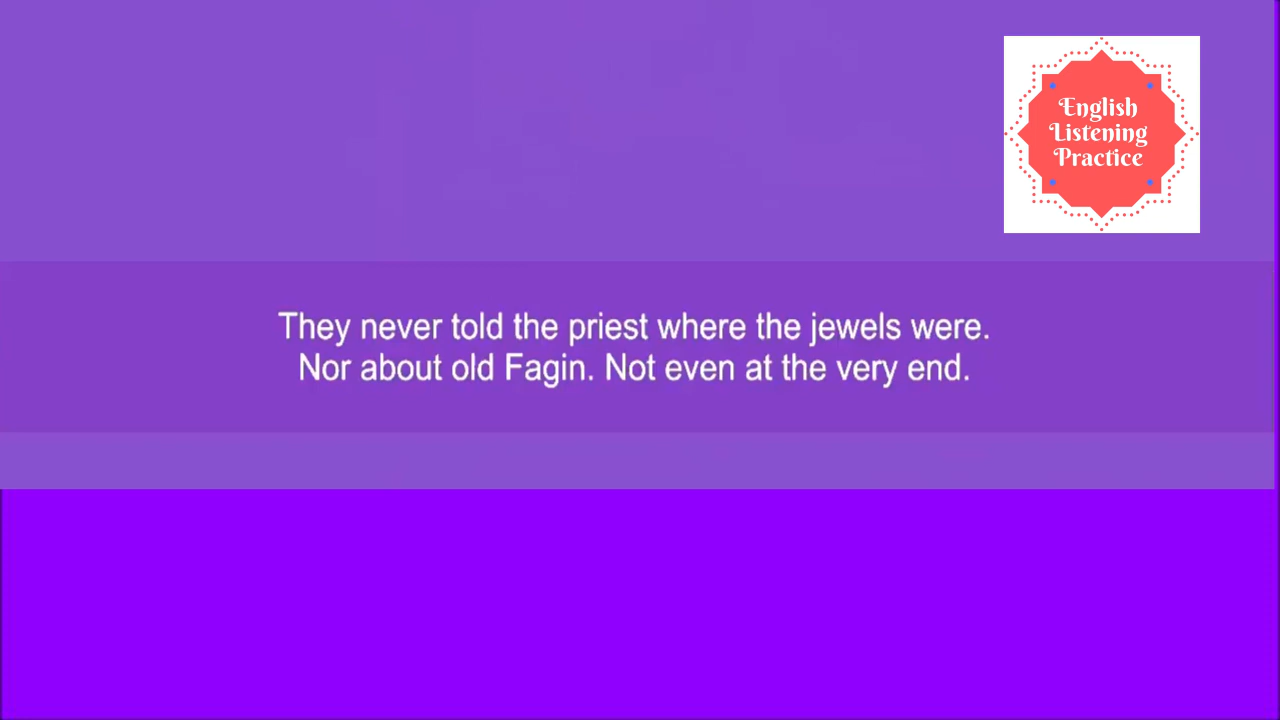 English
Listening
Practice
They never told the priest where the jewels were.
Nor about old Fagin. Not even at the very end.